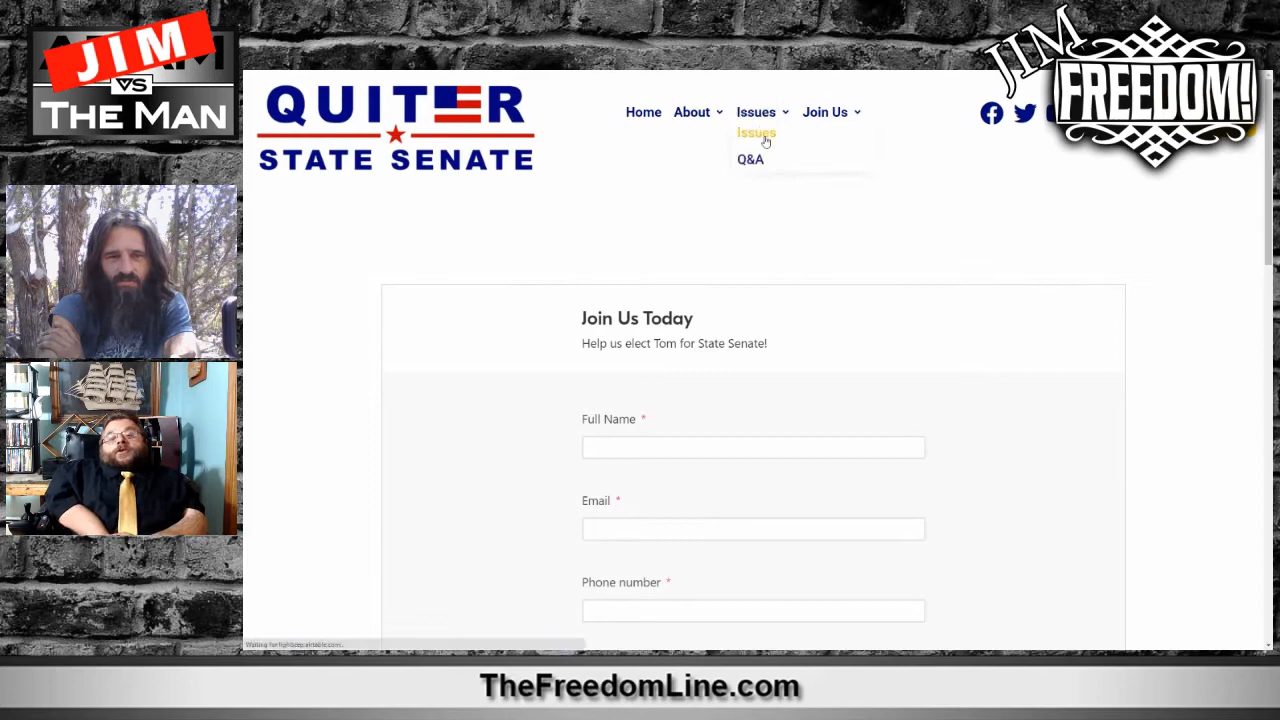 JIM
VS
THE MAN
JIM
FREEDOM!
QUITER
STATE SENATE
Home About Issues Join Us
Issues
Q&A
Join Us Today
Help us elect Tom for State Senate!
Full Name *
Email *
Phone number *
TheFreedomLine.com